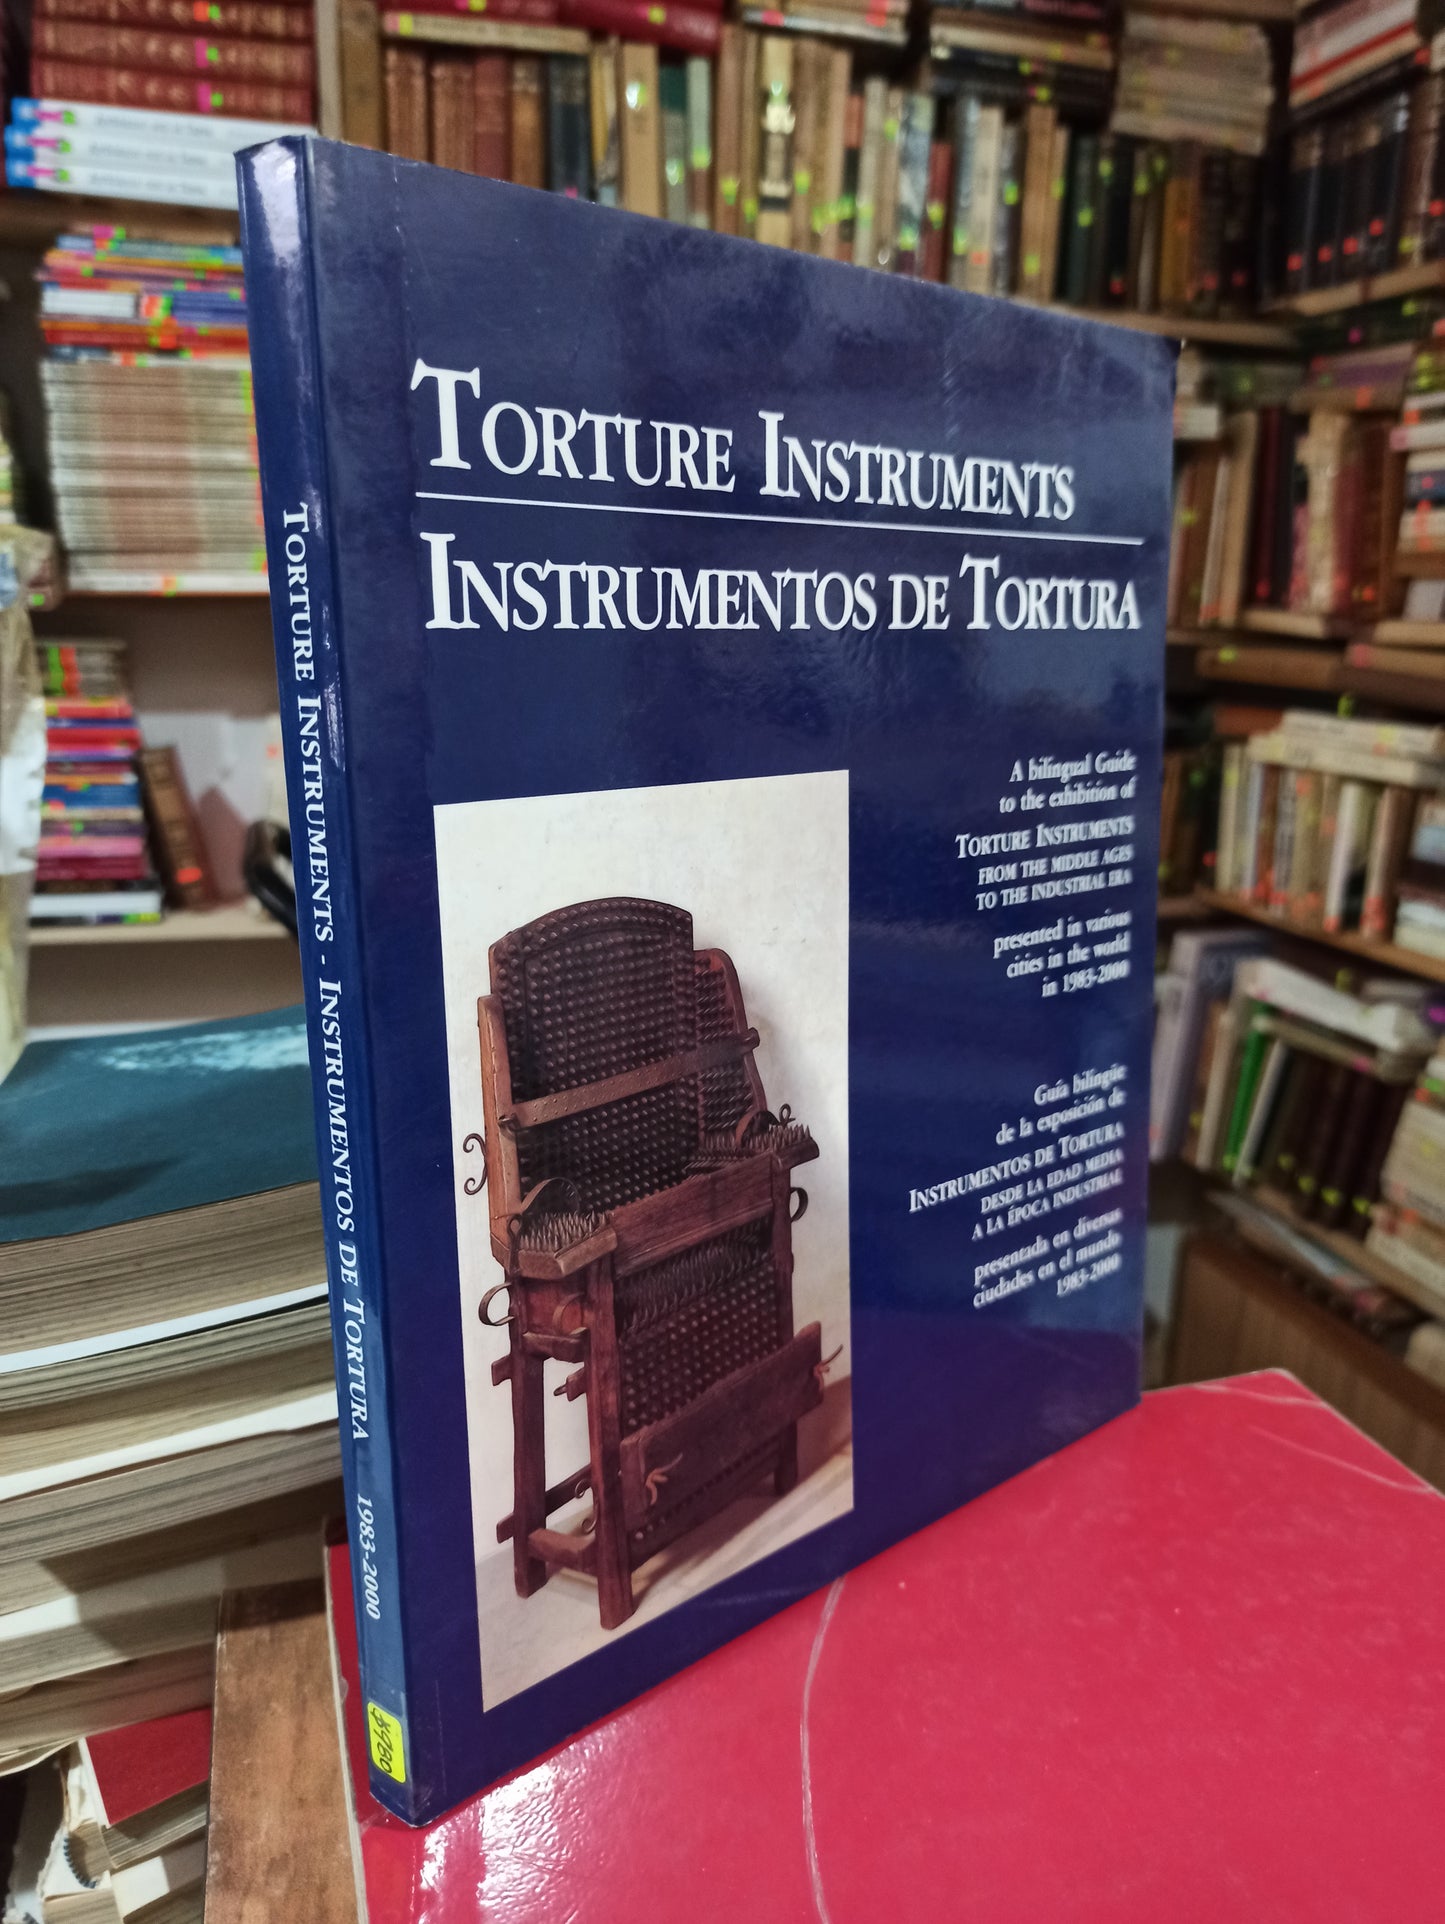 TORTURE INSTRUMENTS
INSTRUMENTOS DE TORTURA
A bilingual Guide
to the exhibition of
TORTURE INSTRUMENTS
FROM THE MIDDLE AGES
TO THE INDUSTRIAL ERA
presented in various
cities in the world
in 1983-2000
Guía bilingüe
de la exposición de
INSTRUMENTOS DE TORTURA
DESDE LA EDAD MEDIA
A LA ÉPOCA INDUSTRIAL
presentada en diversas
ciudades en el mundo
1983-2000
TORTURE INSTRUMENTS - INSTRUMENTOS DE TORTURA 1983-2000
$980